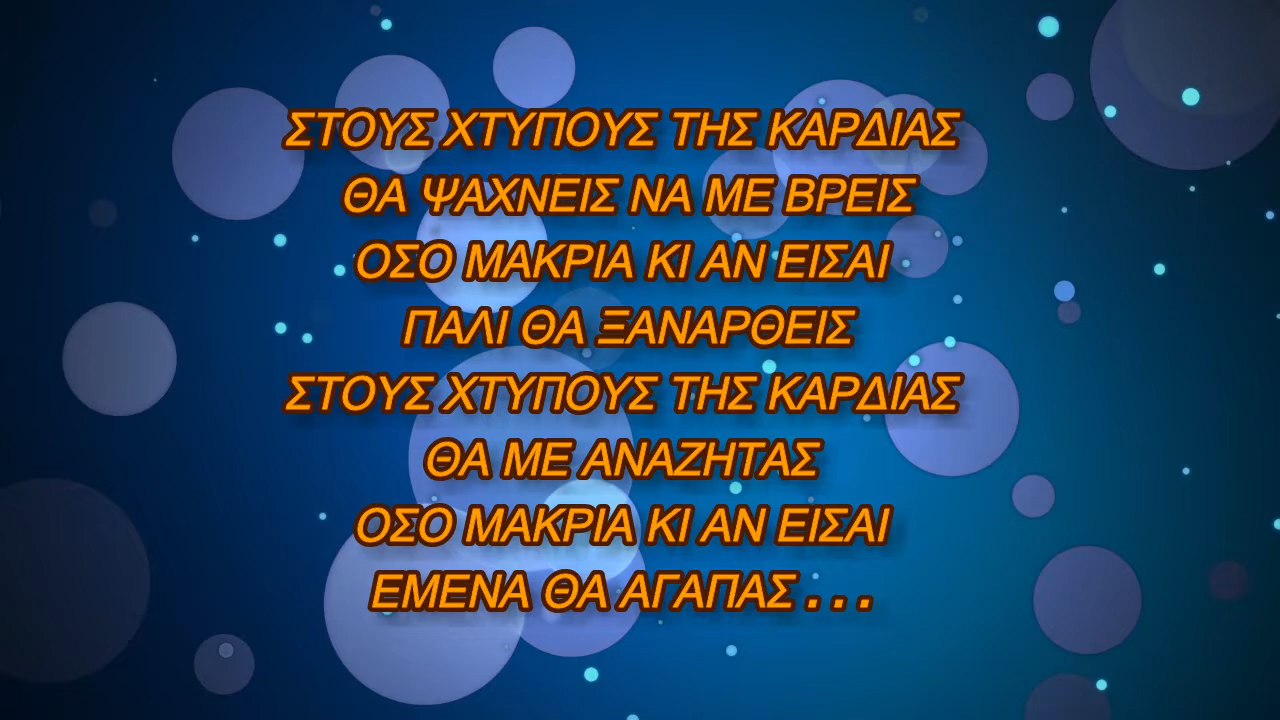 ΣΤΟΥΣ ΧΤΥΠΟΥΣ ΤΗΣ ΚΑΡΔΙΑΣ
ΘΑ ΨΑΧΝΕΙΣ ΝΑ ΜΕ ΒΡΕΙΣ
ΟΣΟ ΜΑΚΡΙΑ ΚΙ ΑΝ ΕΙΣΑΙ
ΠΑΛΙ ΘΑ ΞΑΝΑΡΘΕΙΣ
ΣΤΟΥΣ ΧΤΥΠΟΥΣ ΤΗΣ ΚΑΡΔΙΑΣ
ΘΑ ΜΕ ΑΝΑΖΗΤΑΣ
ΟΣΟ ΜΑΚΡΙΑ ΚΙ ΑΝ ΕΙΣΑΙ
ΕΜΕΝΑ ΘΑ ΑΓΑΠΑΣ . . .